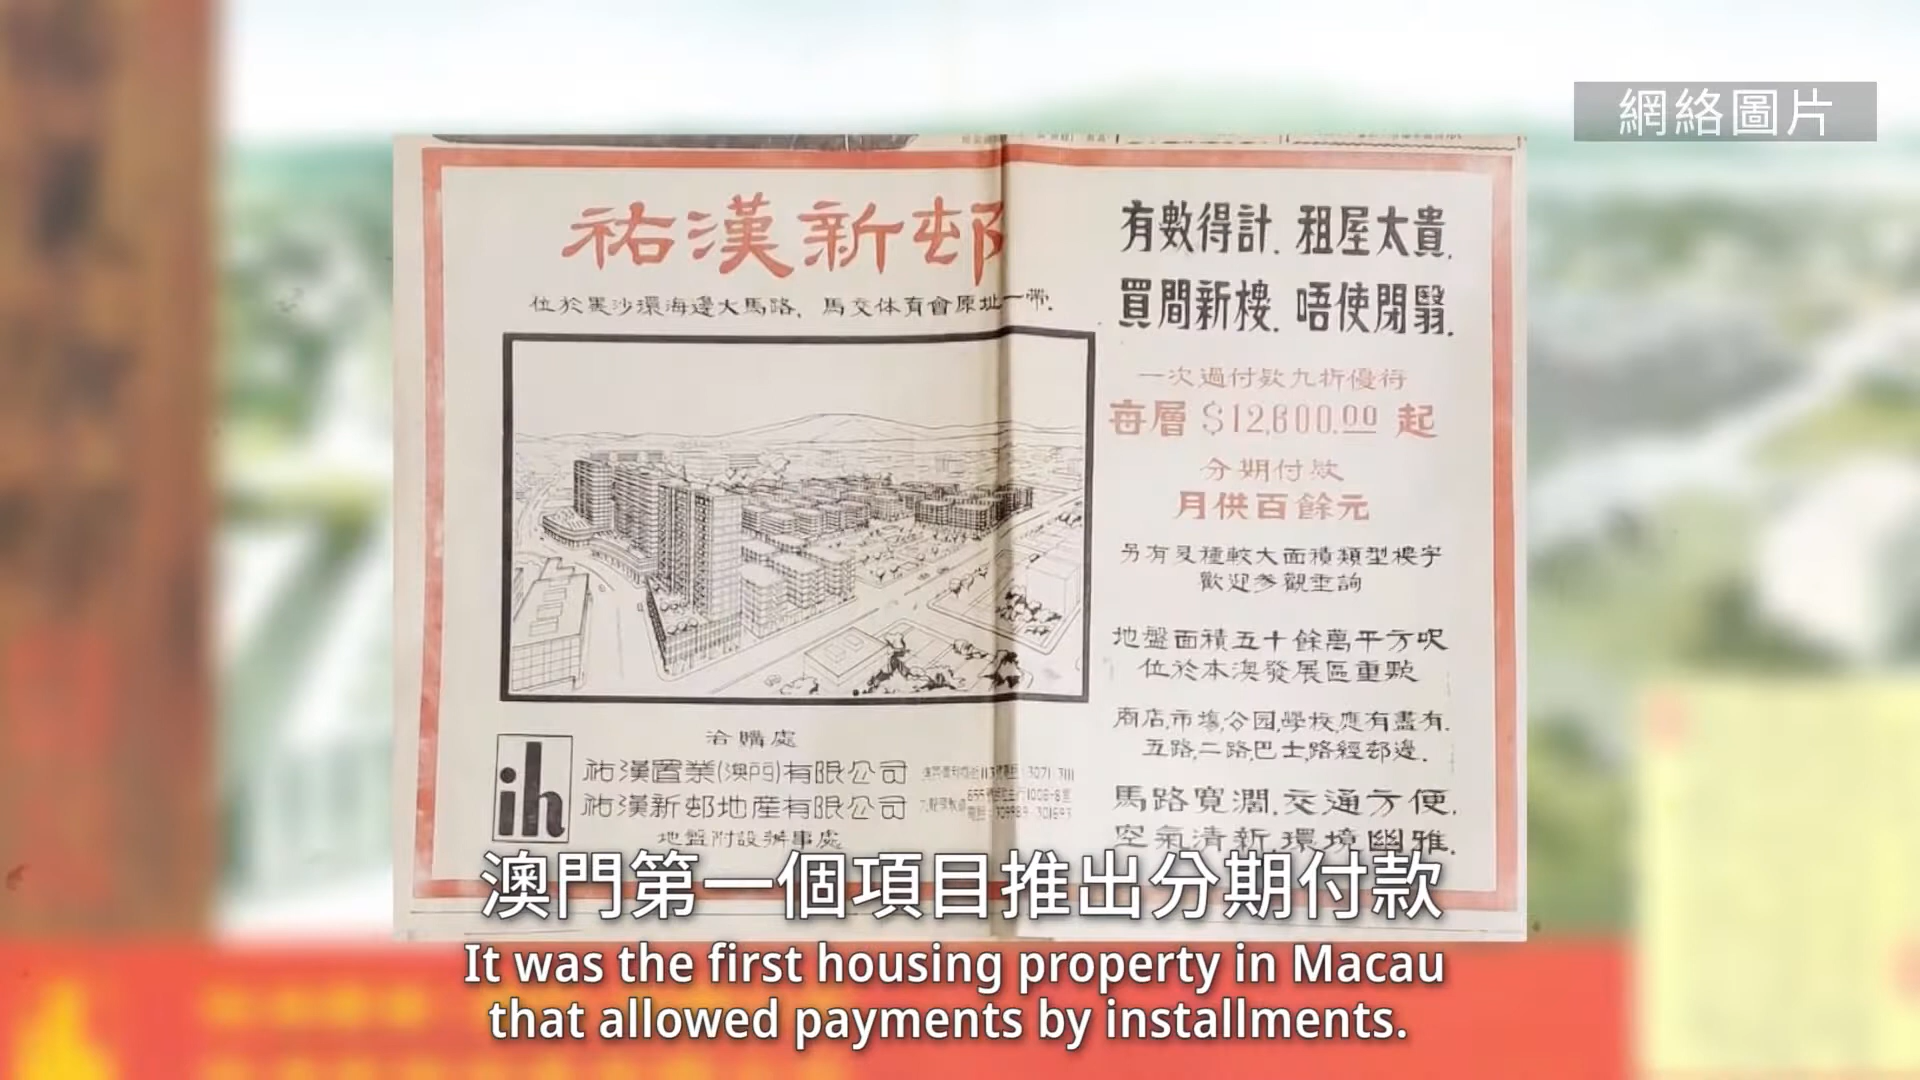 網絡圖片
祐漢新邨
位於黑沙環海邊大馬路，馬交体育會原址一帶.
有數得計．租屋太貴．
買間新樓．唔使閉翳．
一次過付款九折優待
每層 $12,600.00 起
分期付款
月供百餘元
另有及種較大面積類型樓宇
歡迎參觀垂詢
地盤面積五十餘萬平方呎
位於本澳發展區重點
商店,市場,公园,學校,應有盡有.
五路,二路,巴士,路經邨邊.
馬路寬濶.交通方便.
空氣清新.環境幽雅.
洽購處
ih
祐漢置業(澳門)有限公司
祐漢新邨地產有限公司
地盤附設辦事處
澳門第一個項目推出分期付款
It was the first housing property in Macau
that allowed payments by installments.